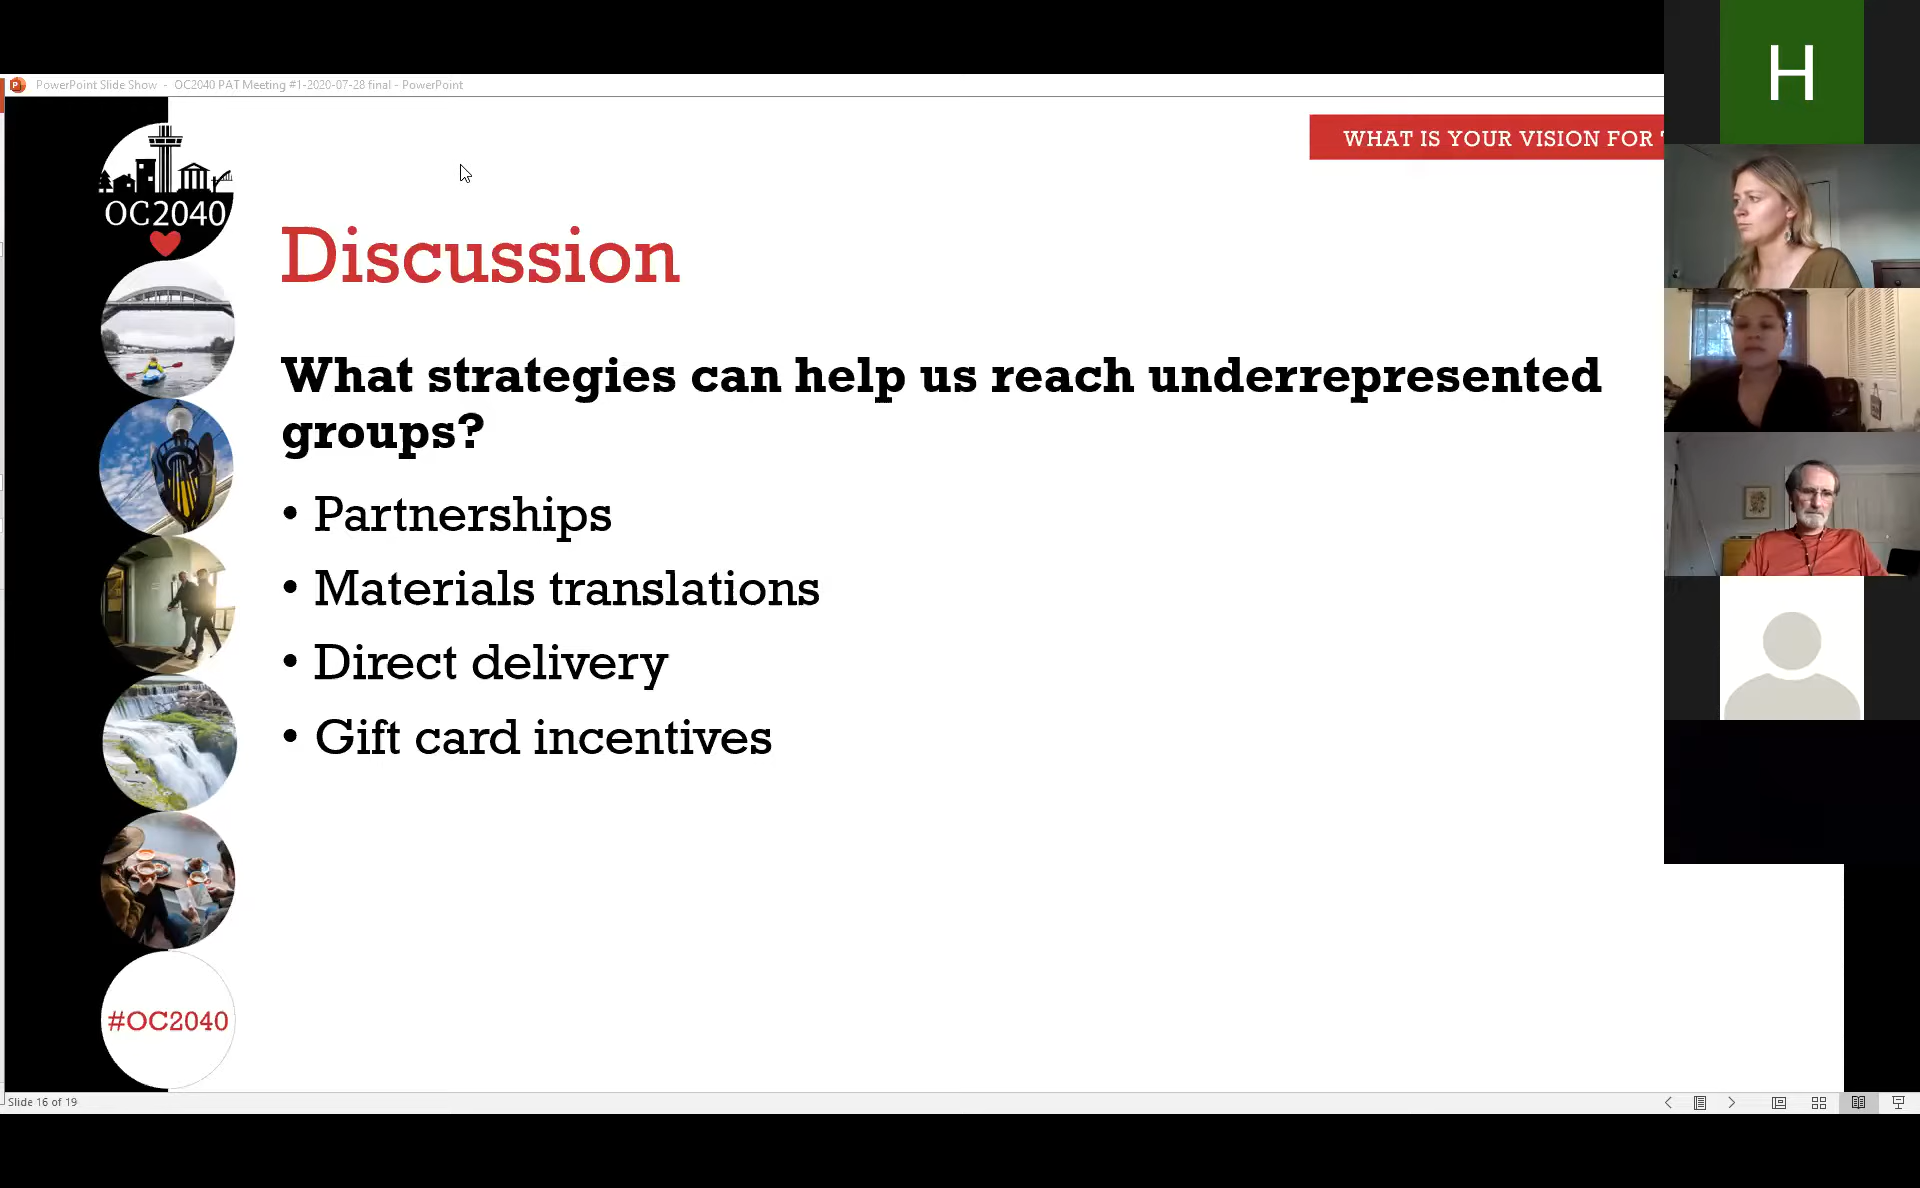 PowerPoint Slide Show - OC2040 PAT Meeting #1-2020-07-28 final - PowerPoint
H
WHAT IS YOUR VISION FOR
OC2040
Discussion
What strategies can help us reach underrepresented
groups?
• Partnerships
• Materials translations
• Direct delivery
• Gift card incentives
#OC2040
Slide 16 of 19